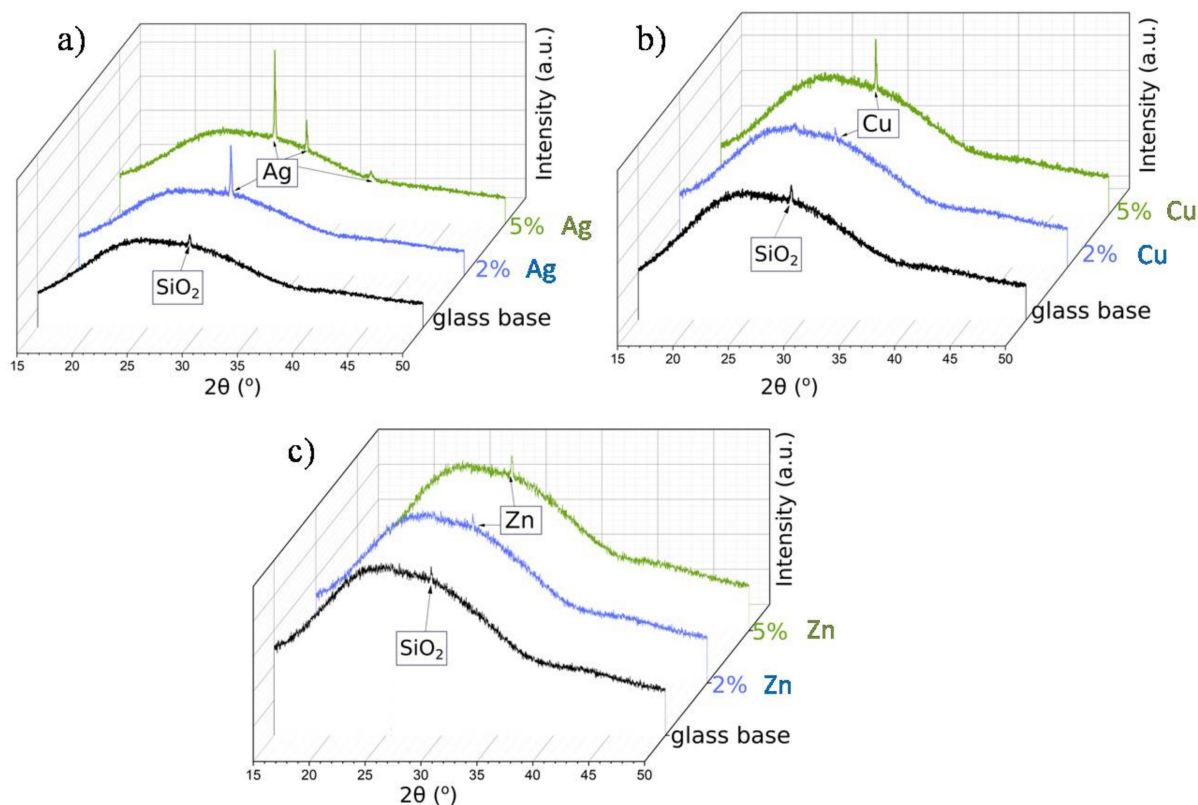 a)
Intensity (a.u.)
Ag
5% Ag
2% Ag
SiO₂
glass base
15 20 25 30 35 40 45 50
2θ (º)
b)
Intensity (a.u.)
Cu
5% Cu
2% Cu
SiO₂
glass base
15 20 25 30 35 40 45 50
2θ (º)
c)
Intensity (a.u.)
Zn
5% Zn
2% Zn
SiO₂
glass base
15 20 25 30 35 40 45 50
2θ (º)